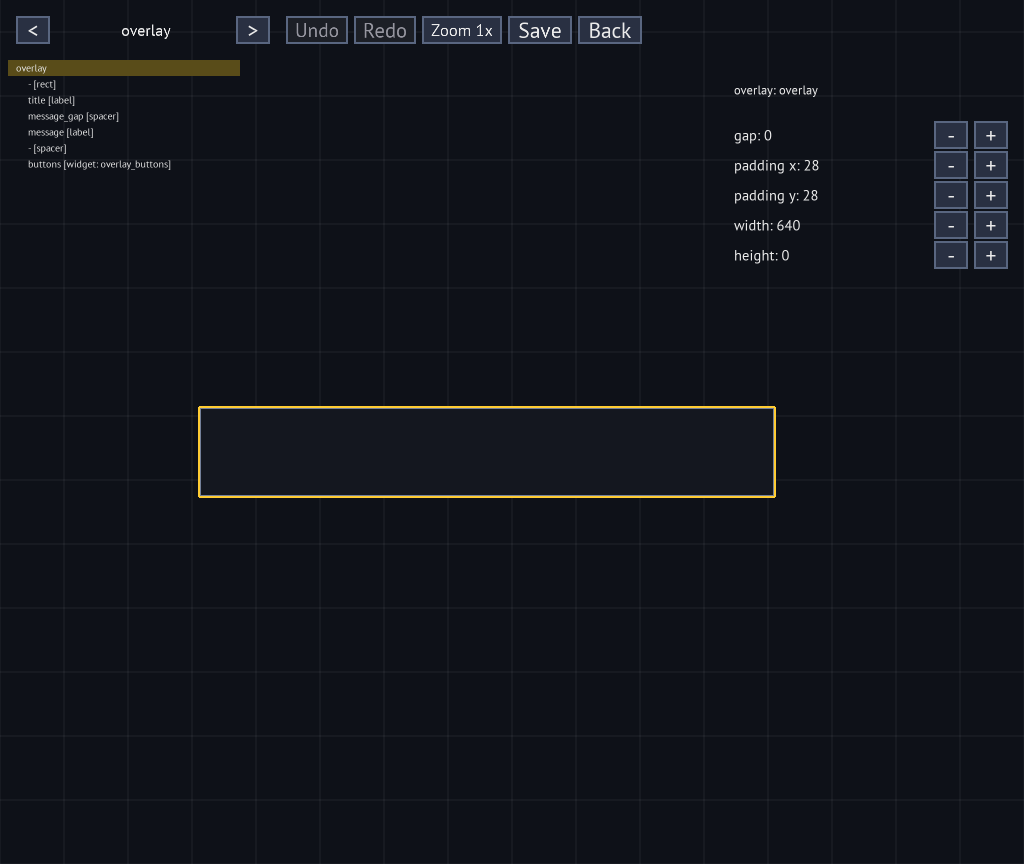 < overlay > Undo Redo Zoom 1x Save Back
overlay
- [rect]
title [label]
message_gap [spacer]
message [label]
- [spacer]
buttons [widget: overlay_buttons]
overlay: overlay
gap: 0 - +
padding x: 28 - +
padding y: 28 - +
width: 640 - +
height: 0 - +